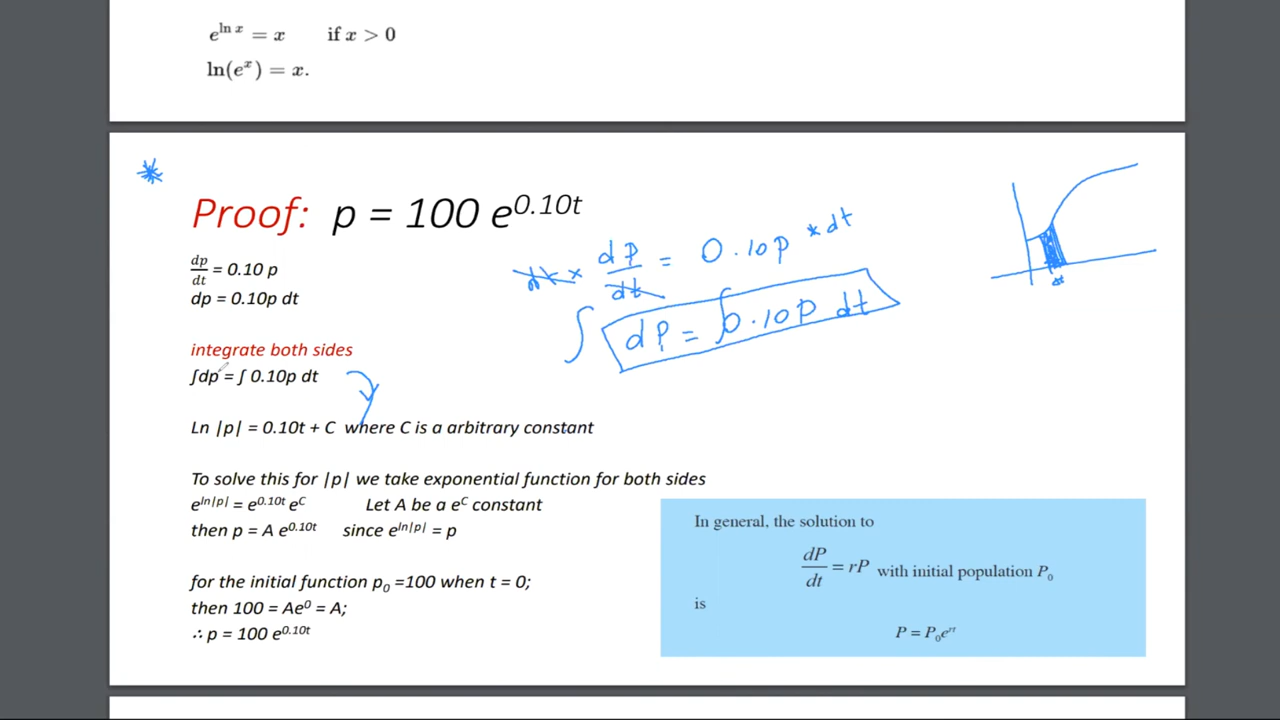 e^{ln x} = x if x > 0
ln(e^x) = x.
*
Proof: p = 100 e^{0.10t}
dp/dt = 0.10 p
dp = 0.10p dt
dt × dP/dt = 0.10P * dt
∫ dP = ∫0.10P dt
dt
integrate both sides
∫dp = ∫ 0.10p dt
Ln |p| = 0.10t + C where C is a arbitrary constant
To solve this for |p| we take exponential function for both sides
e^{ln|p|} = e^{0.10t} e^C Let A be a e^C constant
then p = A e^{0.10t} since e^{ln|p|} = p
for the initial function p₀ =100 when t = 0;
then 100 = Ae⁰ = A;
∴ p = 100 e^{0.10t}
In general, the solution to
dP/dt = rP with initial population P₀
is
P = P₀e^{rt}